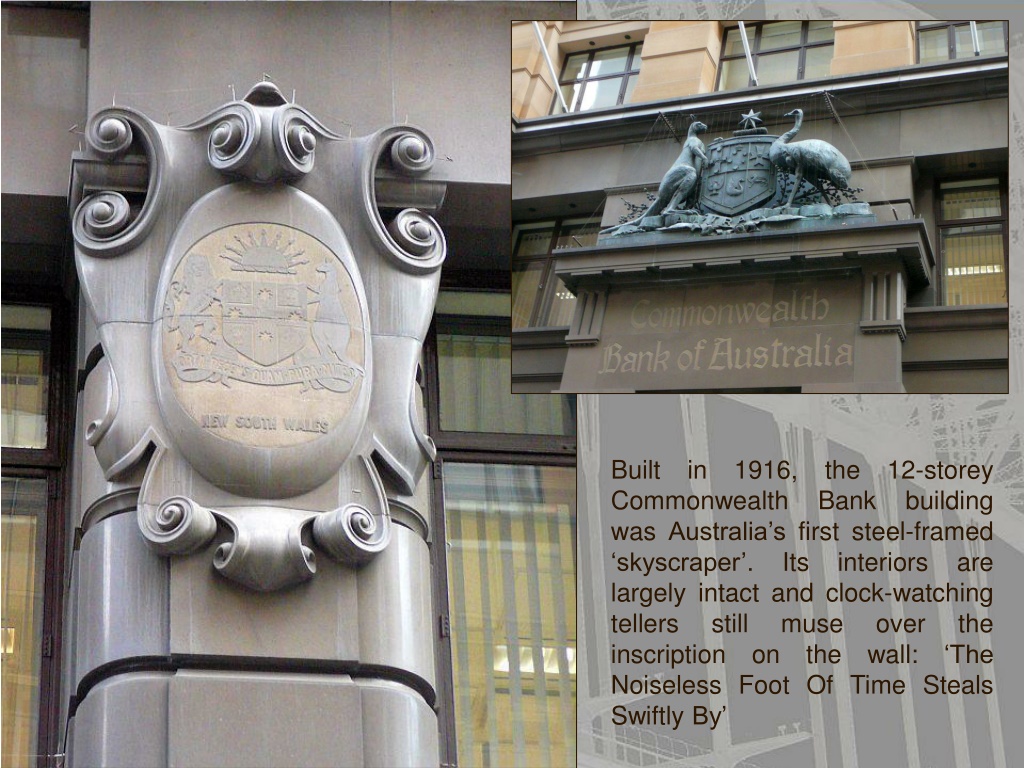 NEW SOUTH WALES
Commonwealth
Bank of Australia
Built in 1916, the 12-storey
Commonwealth Bank building
was Australia’s first steel-framed
‘skyscraper’. Its interiors are
largely intact and clock-watching
tellers still muse over the
inscription on the wall: ‘The
Noiseless Foot Of Time Steals
Swiftly By’